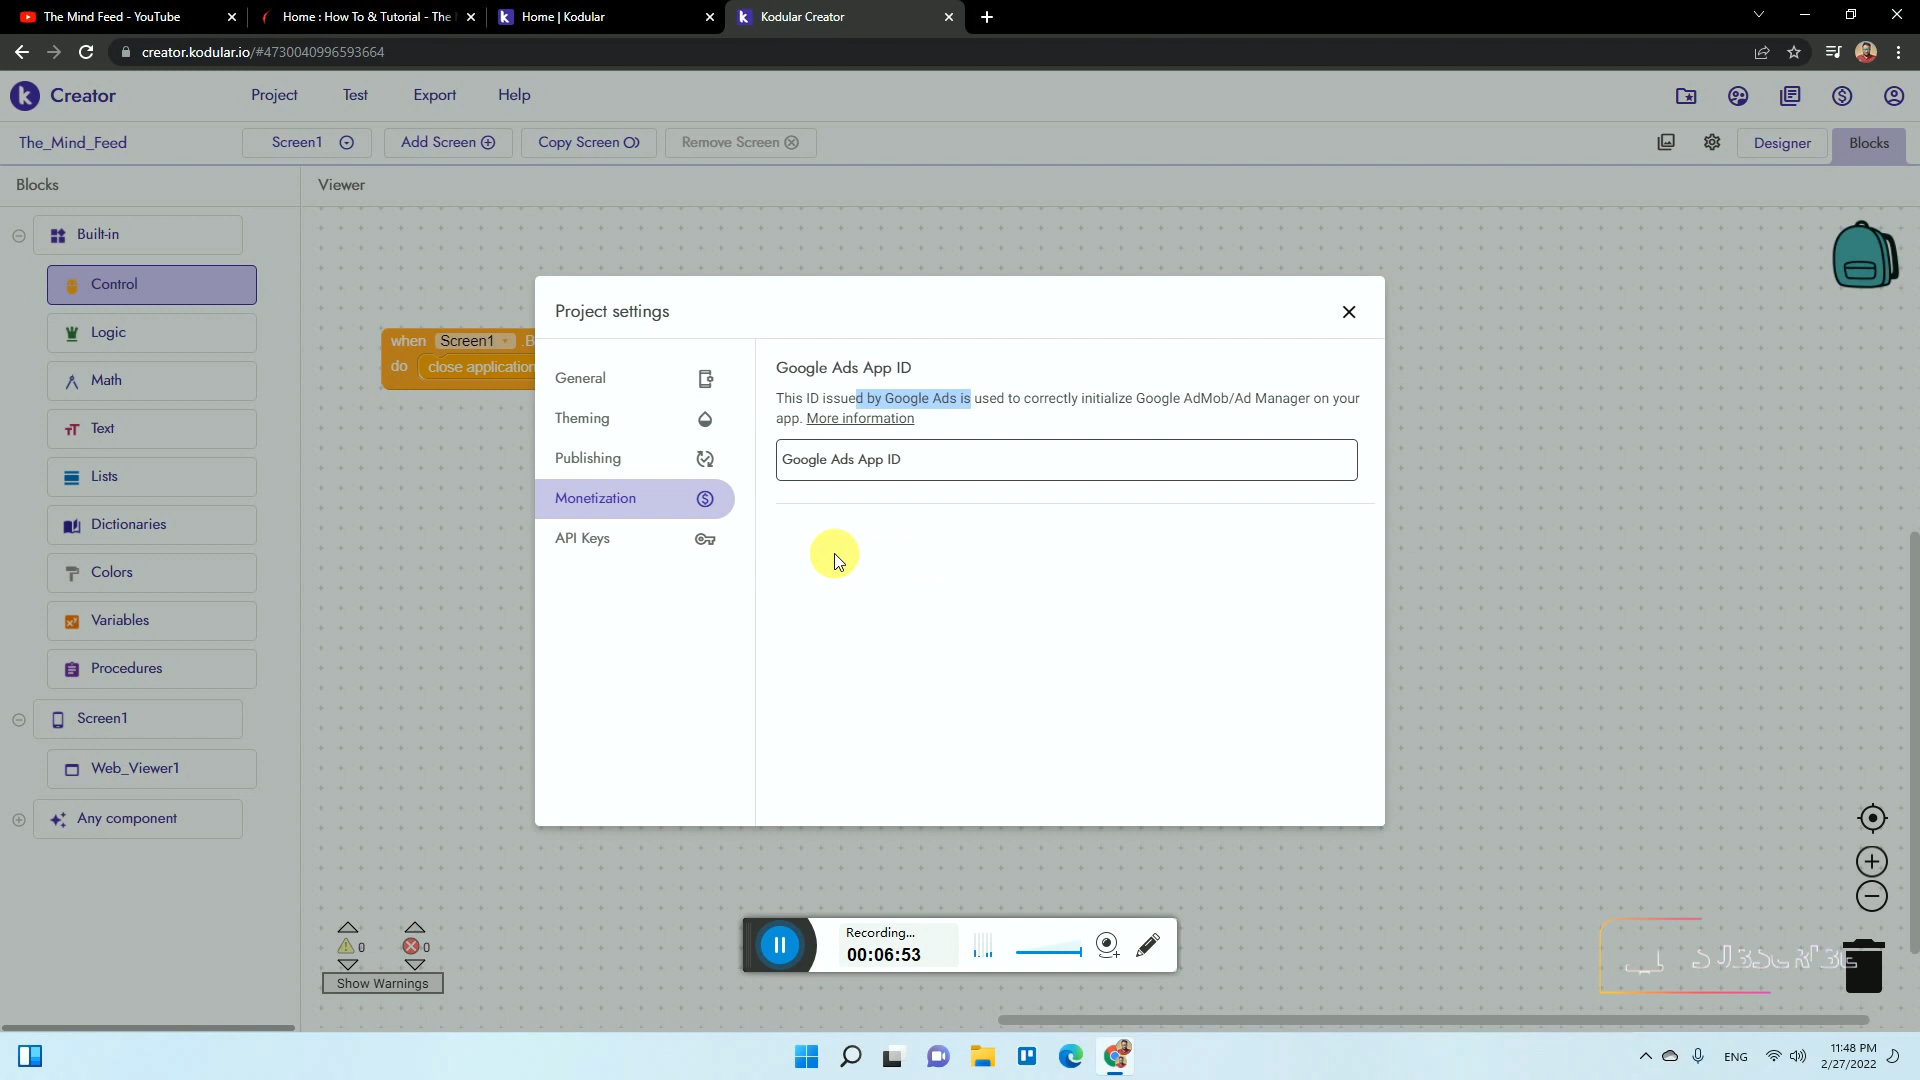 The Mind Feed - YouTube
Home : How To & Tutorial - The
Home | Kodular
Kodular Creator
creator.kodular.io/#4730040996593664
Creator
Project
Test
Export
Help
The_Mind_Feed
Screen1
Add Screen
Copy Screen
Remove Screen
Designer
Blocks
Blocks
Viewer
Built-in
Control
Logic
Math
Text
Lists
Dictionaries
Colors
Variables
Procedures
Screen1
Web_Viewer1
Any component
when Screen1 .B
do close application
Project settings
General
Theming
Publishing
Monetization
API Keys
Google Ads App ID
This ID issued by Google Ads is used to correctly initialize Google AdMob/Ad Manager on your
app. More information
Google Ads App ID
0 0
Show Warnings
Recording...
00:06:53
ENG
11:48 PM
2/27/2022